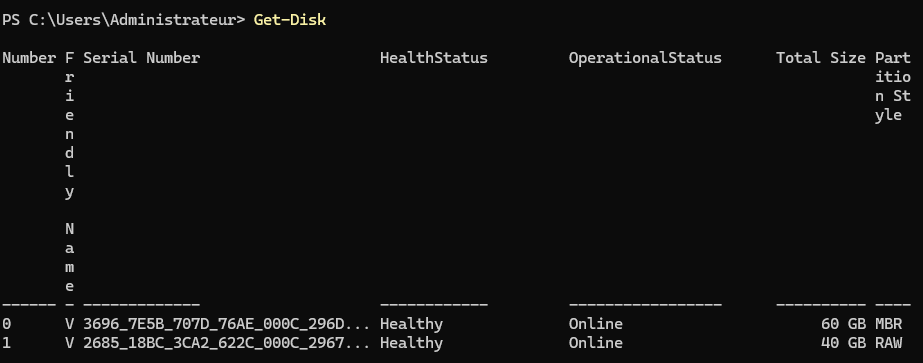 PS C:\Users\Administrateur> Get-Disk
Number F Serial Number HealthStatus OperationalStatus Total Size Part
r itio
i n St
e yle
n
d
l
y
N
a
m
e
------ - ------------- ------------ ----------------- ---------- ----
0 V 3696_7E5B_707D_76AE_000C_296D... Healthy Online 60 GB MBR
1 V 2685_18BC_3CA2_622C_000C_2967... Healthy Online 40 GB RAW